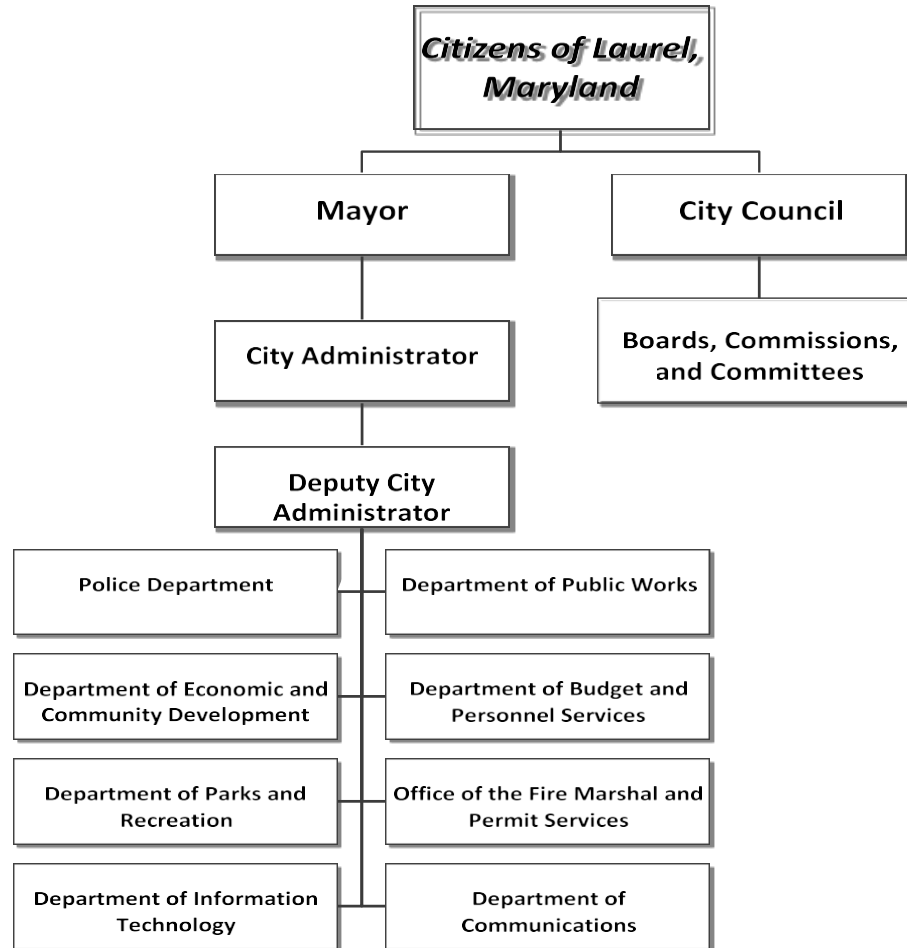 Citizens of Laurel,
Maryland
Mayor
City Council
City Administrator
Boards, Commissions,
and Committees
Deputy City
Administrator
Police Department
Department of Public Works
Department of Economic and
Community Development
Department of Budget and
Personnel Services
Department of Parks and
Recreation
Office of the Fire Marshal and
Permit Services
Department of Information
Technology
Department of
Communications